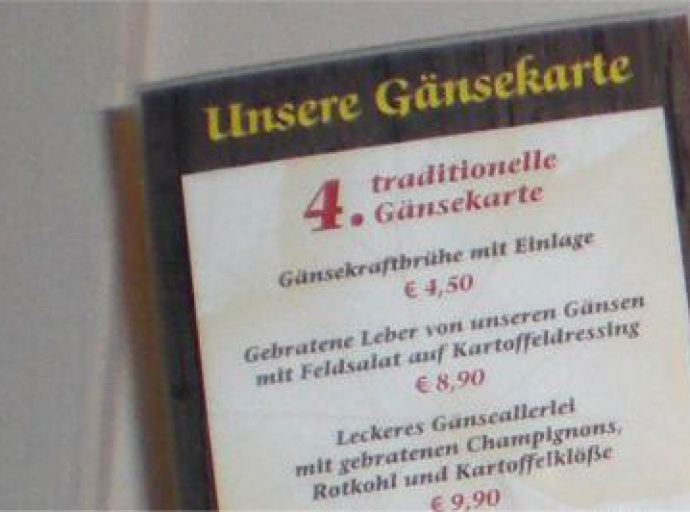 Unsere Gänsekarte
4. traditionelle
Gänsekarte
Gänsekraftbrühe mit Einlage
€ 4,50
Gebratene Leber von unseren Gänsen
mit Feldsalat auf Kartoffeldressing
€ 8,90
Leckeres Gänseallerlei
mit gebratenen Champignons,
Rotkohl und Kartoffelklöße
€ 9,90